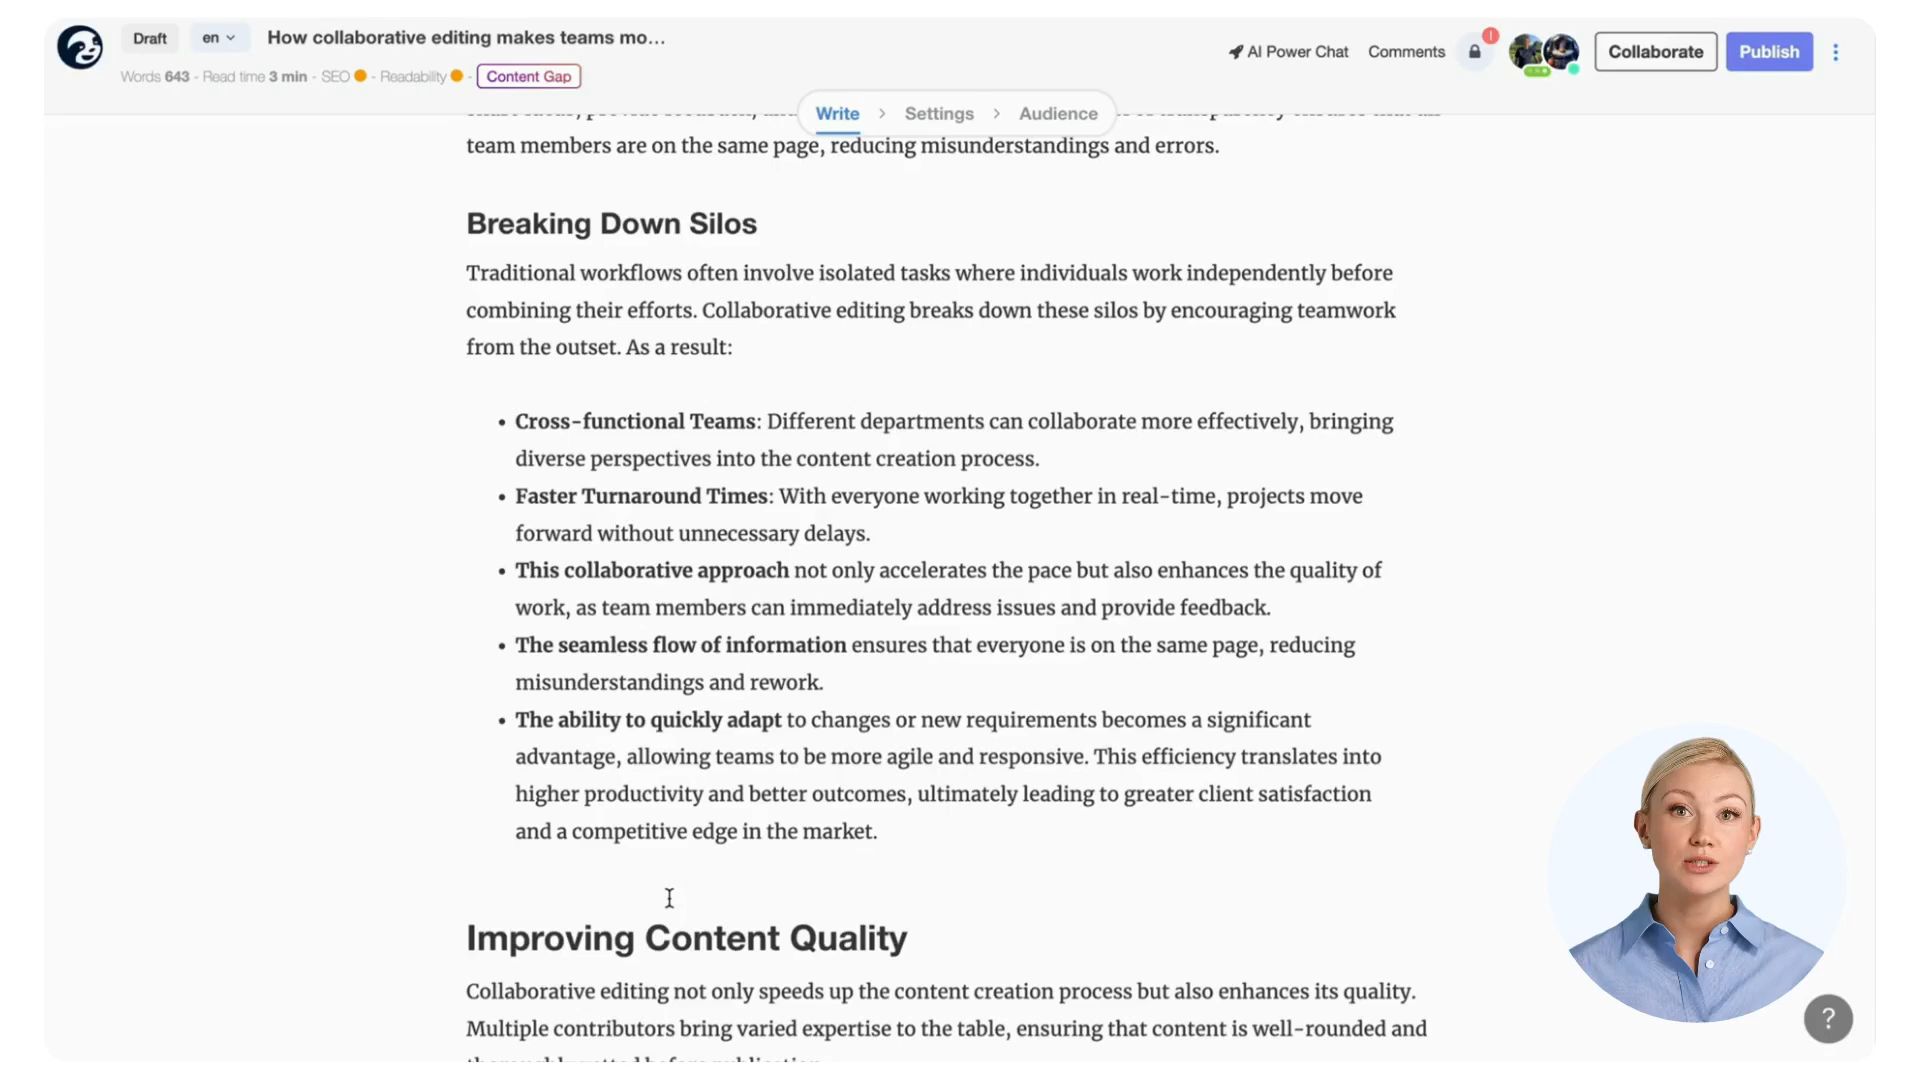 Draft
en
How collaborative editing makes teams mo...
Words 643 - Read time 3 min - SEO - Readability - Content Gap
AI Power Chat
Comments
!
Collaborate
Publish
Write > Settings > Audience
team members are on the same page, reducing misunderstandings and errors.
Breaking Down Silos
Traditional workflows often involve isolated tasks where individuals work independently before
combining their efforts. Collaborative editing breaks down these silos by encouraging teamwork
from the outset. As a result:
• Cross-functional Teams: Different departments can collaborate more effectively, bringing
diverse perspectives into the content creation process.
• Faster Turnaround Times: With everyone working together in real-time, projects move
forward without unnecessary delays.
• This collaborative approach not only accelerates the pace but also enhances the quality of
work, as team members can immediately address issues and provide feedback.
• The seamless flow of information ensures that everyone is on the same page, reducing
misunderstandings and rework.
• The ability to quickly adapt to changes or new requirements becomes a significant
advantage, allowing teams to be more agile and responsive. This efficiency translates into
higher productivity and better outcomes, ultimately leading to greater client satisfaction
and a competitive edge in the market.
Improving Content Quality
Collaborative editing not only speeds up the content creation process but also enhances its quality.
Multiple contributors bring varied expertise to the table, ensuring that content is well-rounded and
?